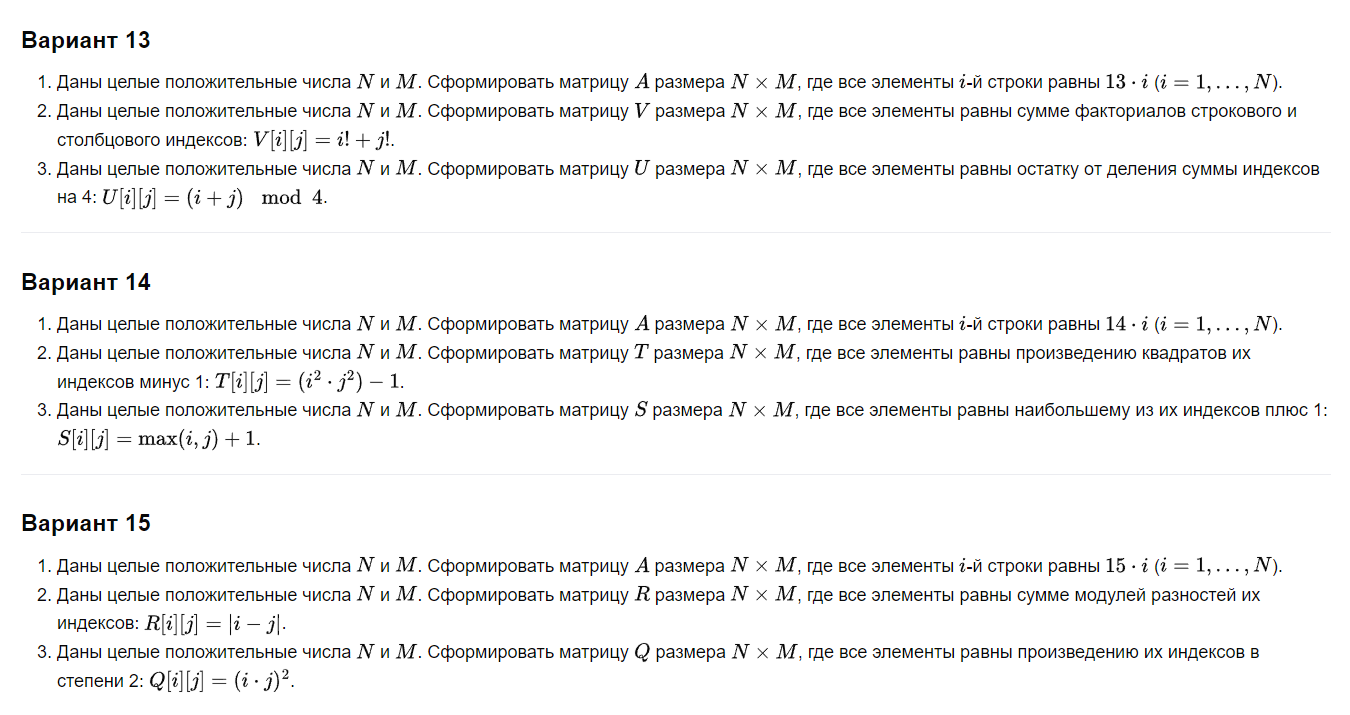 Вариант 13
1. Даны целые положительные числа N и M. Сформировать матрицу A размера N × M, где все элементы i-й строки равны 13 · i (i = 1, . . . , N).
2. Даны целые положительные числа N и M. Сформировать матрицу V размера N × M, где все элементы равны сумме факториалов строкового и
столбцового индексов: V[i][j] = i! + j!.
3. Даны целые положительные числа N и M. Сформировать матрицу U размера N × M, где все элементы равны остатку от деления суммы индексов
на 4: U[i][j] = (i + j) mod 4.
Вариант 14
1. Даны целые положительные числа N и M. Сформировать матрицу A размера N × M, где все элементы i-й строки равны 14 · i (i = 1, . . . , N).
2. Даны целые положительные числа N и M. Сформировать матрицу T размера N × M, где все элементы равны произведению квадратов их
индексов минус 1: T[i][j] = (i² · j²) − 1.
3. Даны целые положительные числа N и M. Сформировать матрицу S размера N × M, где все элементы равны наибольшему из их индексов плюс 1:
S[i][j] = max(i, j) + 1.
Вариант 15
1. Даны целые положительные числа N и M. Сформировать матрицу A размера N × M, где все элементы i-й строки равны 15 · i (i = 1, . . . , N).
2. Даны целые положительные числа N и M. Сформировать матрицу R размера N × M, где все элементы равны сумме модулей разностей их
индексов: R[i][j] = |i − j|.
3. Даны целые положительные числа N и M. Сформировать матрицу Q размера N × M, где все элементы равны произведению их индексов в
степени 2: Q[i][j] = (i · j)².